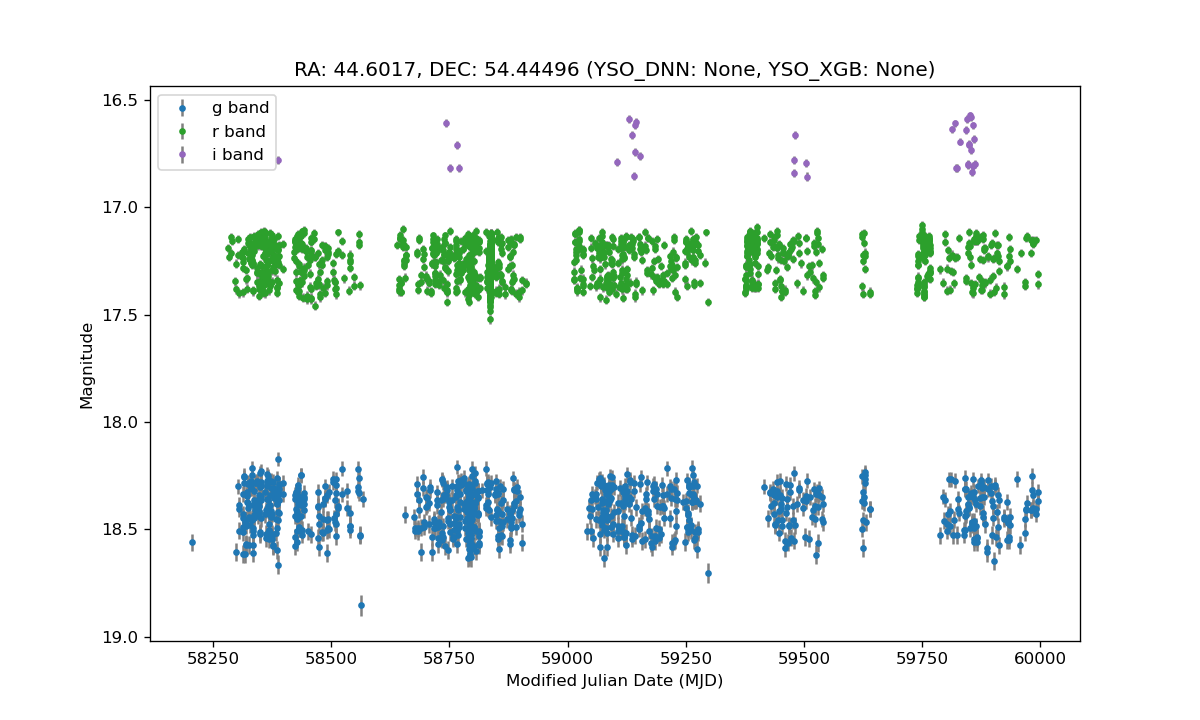 RA: 44.6017, DEC: 54.44496 (YSO_DNN: None, YSO_XGB: None)
g band
r band
i band
16.5
17.0
17.5
18.0
18.5
19.0
Magnitude
58250 58500 58750 59000 59250 59500 59750 60000
Modified Julian Date (MJD)